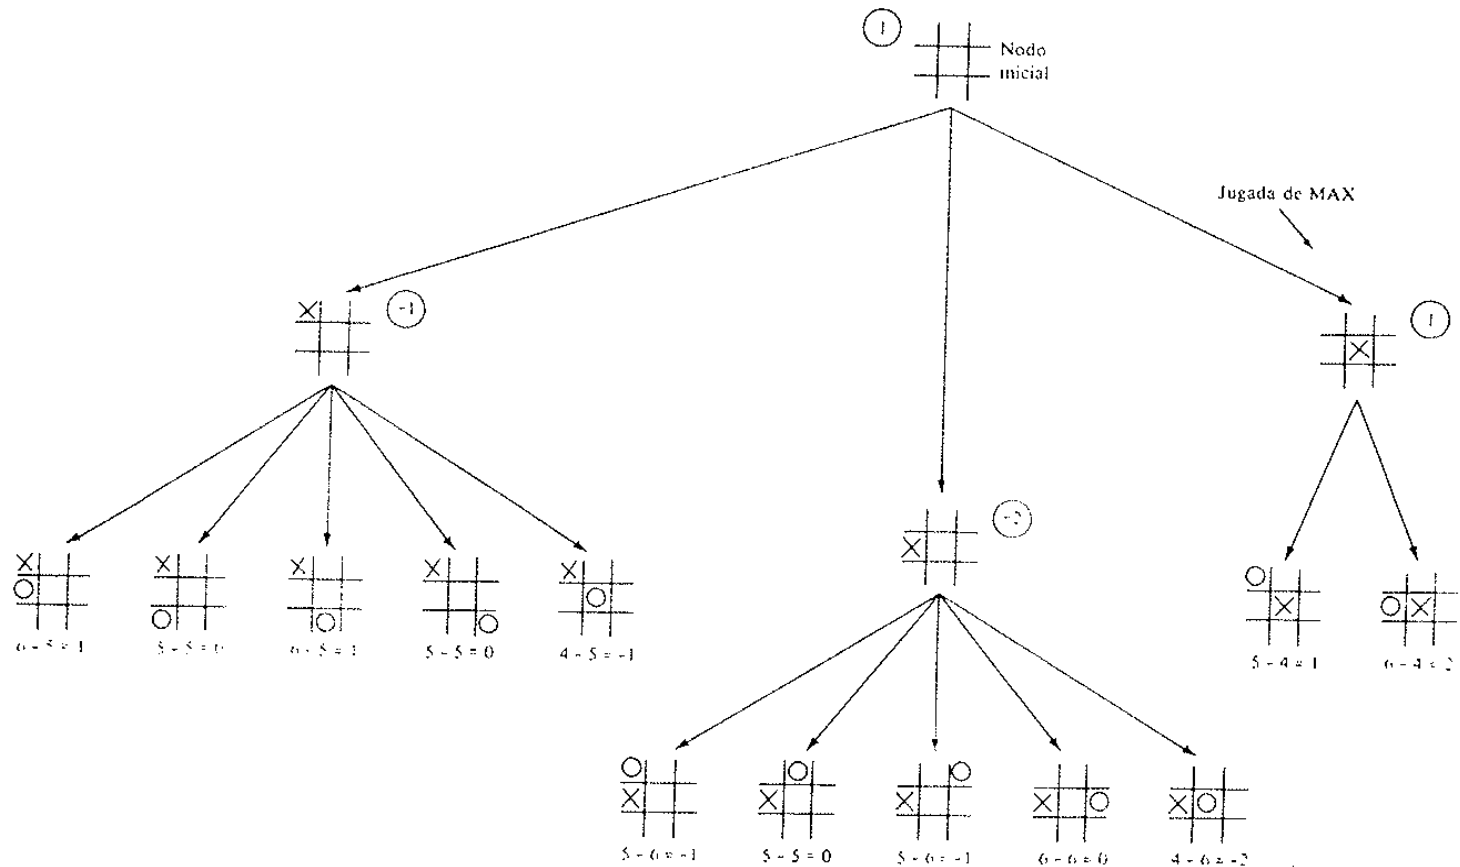 1
Nodo
inicial
Jugada de MAX
-1
1
-2
6 - 5 = 1
5 - 5 = 0
6 - 5 = 1
5 - 5 = 0
4 - 5 = -1
5 - 4 = 1
6 - 4 = 2
5 - 6 = -1
5 - 5 = 0
5 - 6 = -1
6 - 6 = 0
4 - 6 = -2